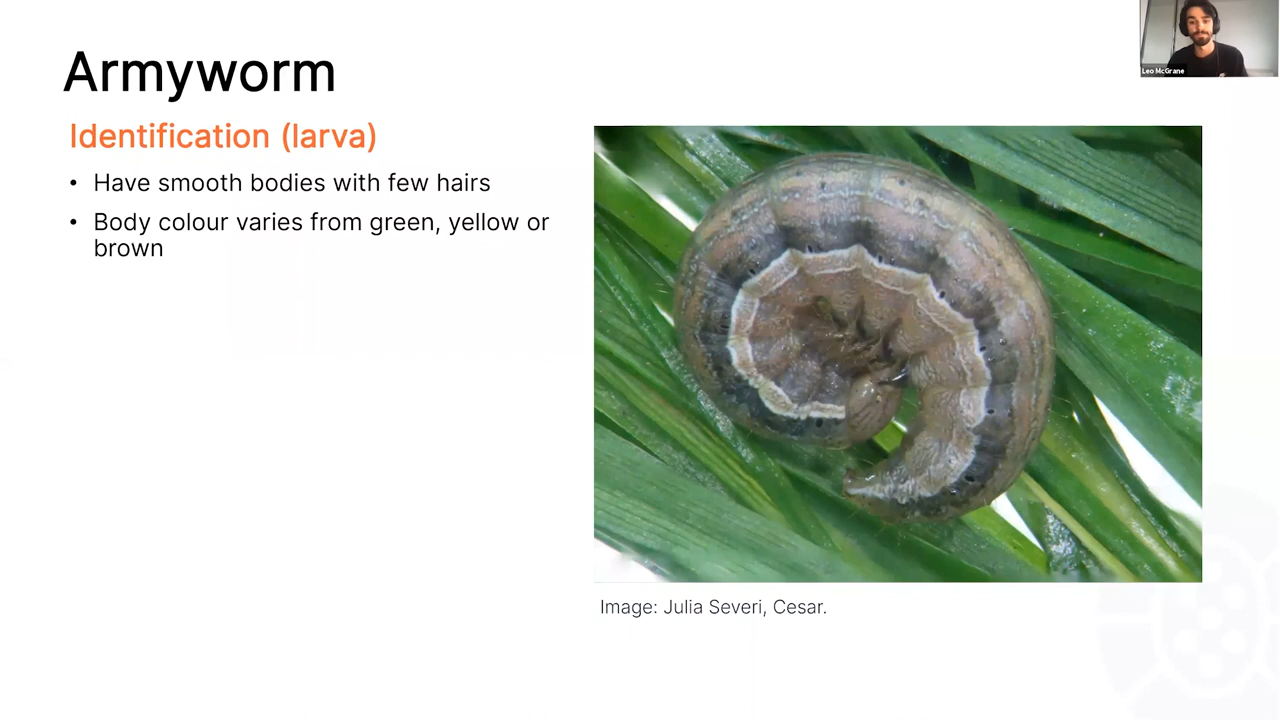 Armyworm
Leo McGrane
Identification (larva)
• Have smooth bodies with few hairs
• Body colour varies from green, yellow or
brown
Image: Julia Severi, Cesar.